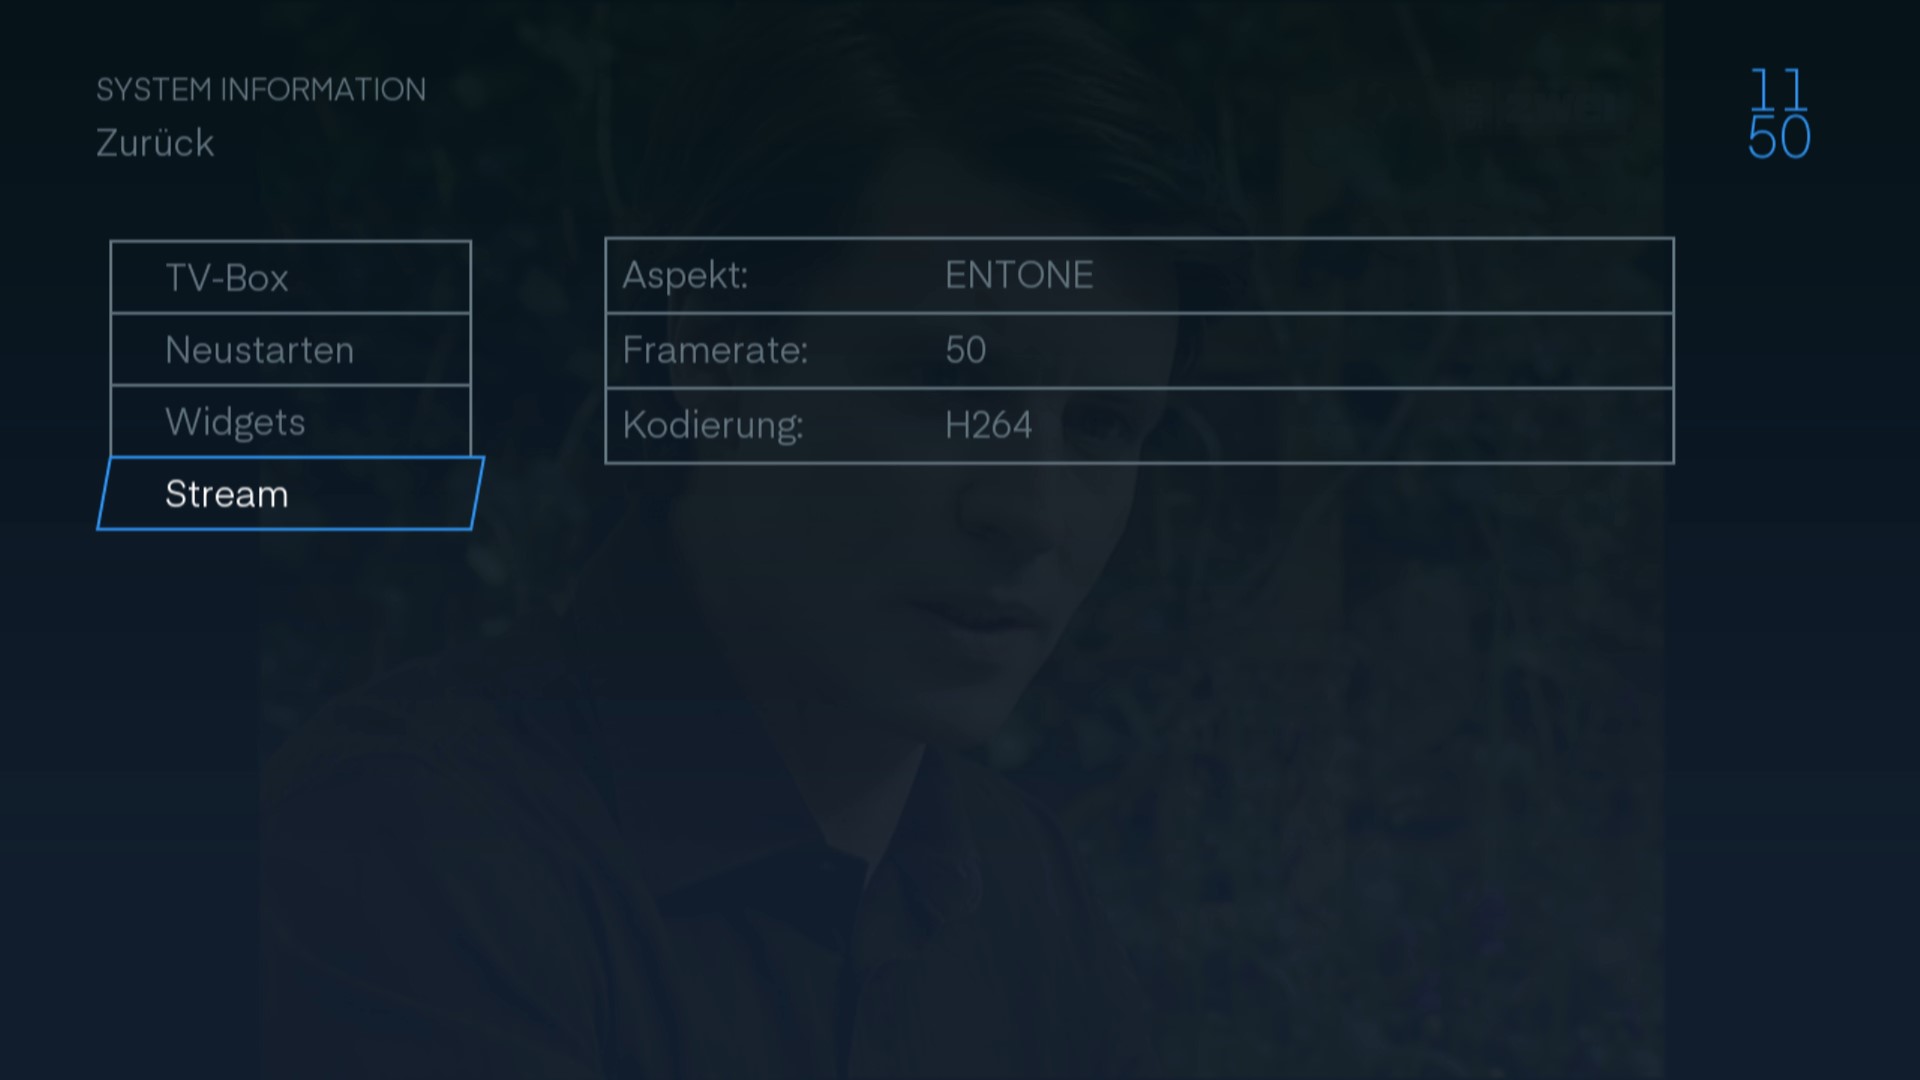 SYSTEM INFORMATION
Zurück
11
50
TV-Box
Neustarten
Widgets
Stream
Aspekt: ENTONE
Framerate: 50
Kodierung: H264